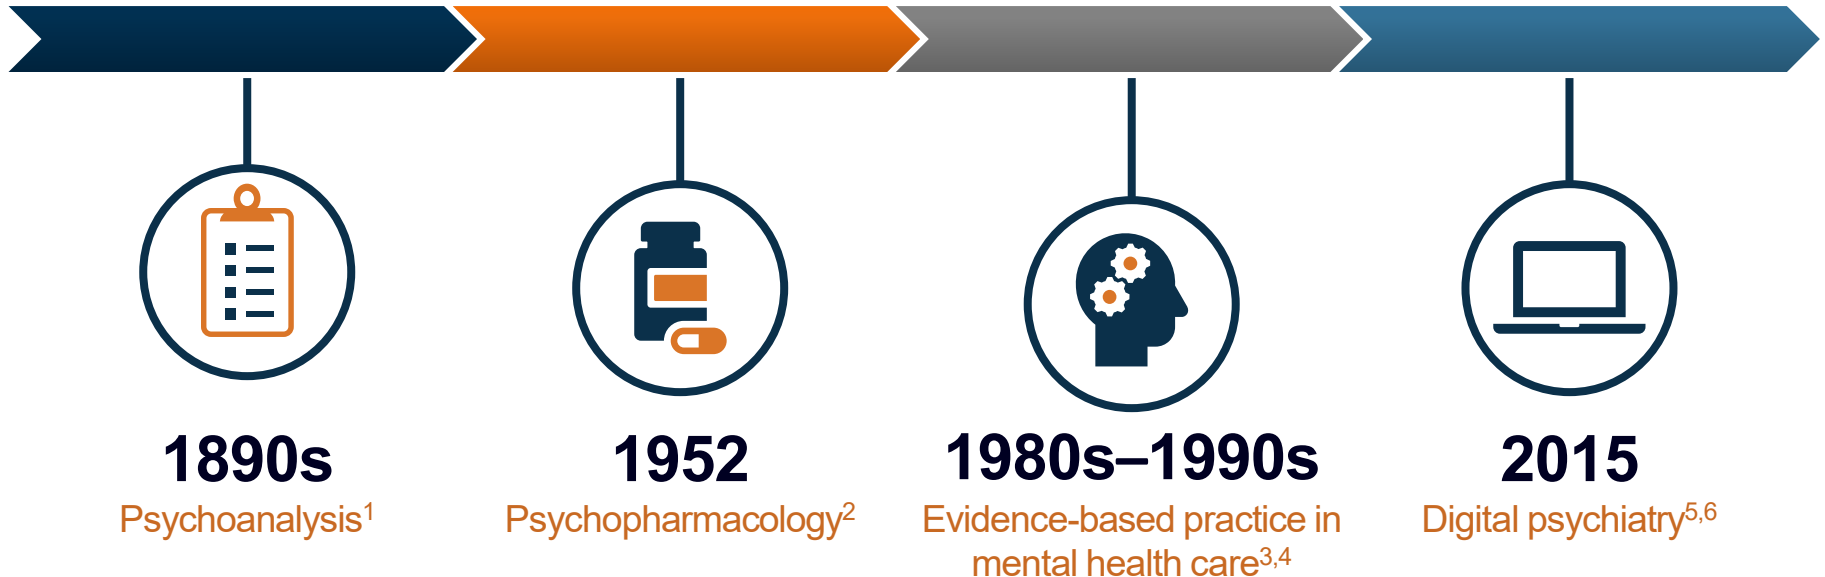 1890s
Psychoanalysis¹
1952
Psychopharmacology²
1980s–1990s
Evidence-based practice in
mental health care³,⁴
2015
Digital psychiatry⁵,⁶